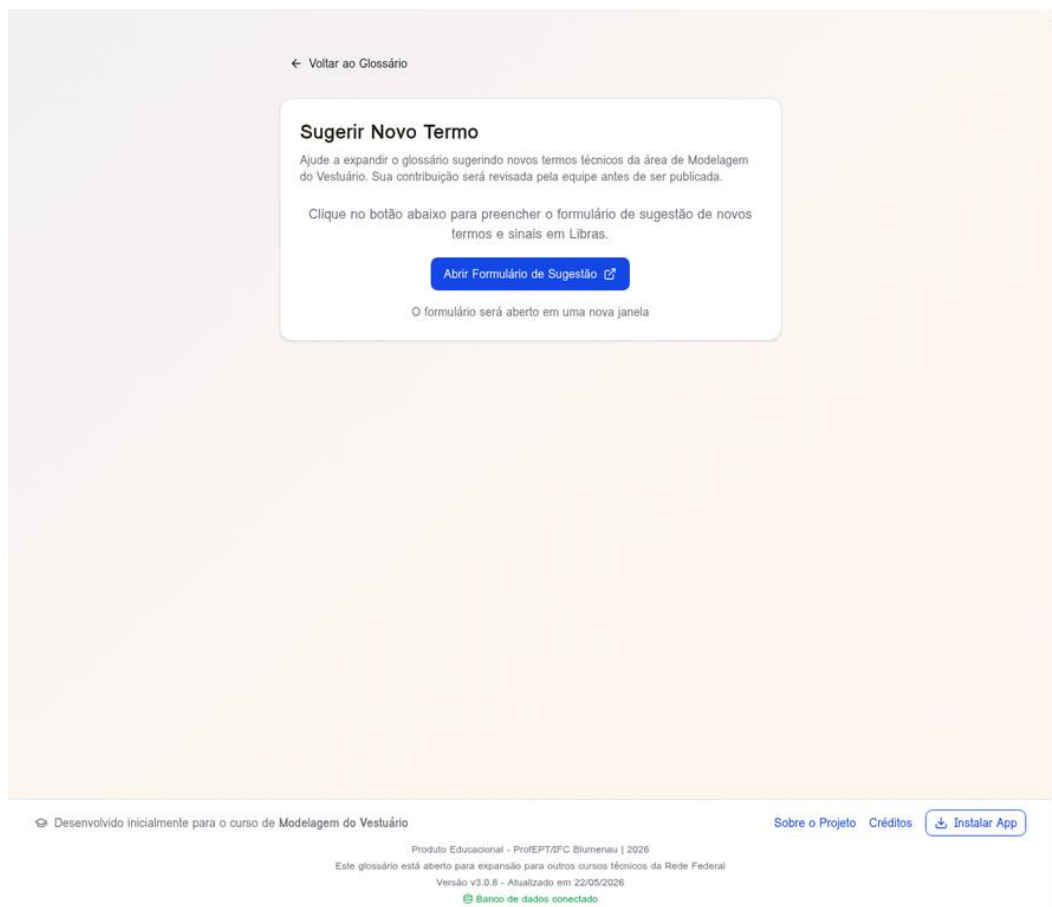 Voltar ao Glossário
Sugerir Novo Termo
Ajude a expandir o glossário sugerindo novos termos técnicos da área de Modelagem
do Vestuário. Sua contribuição será revisada pela equipe antes de ser publicada.
Clique no botão abaixo para preencher o formulário de sugestão de novos
termos e sinais em Libras.
Abrir Formulário de Sugestão
O formulário será aberto em uma nova janela
Desenvolvido inicialmente para o curso de Modelagem do Vestuário
Sobre o Projeto Créditos Instalar App
Produto Educacional - ProfEPT/IFC Blumenau | 2026
Este glossário está aberto para expansão para outros cursos técnicos da Rede Federal
Versão v3.0.8 - Atualizado em 22/05/2026
Banco de dados conectado